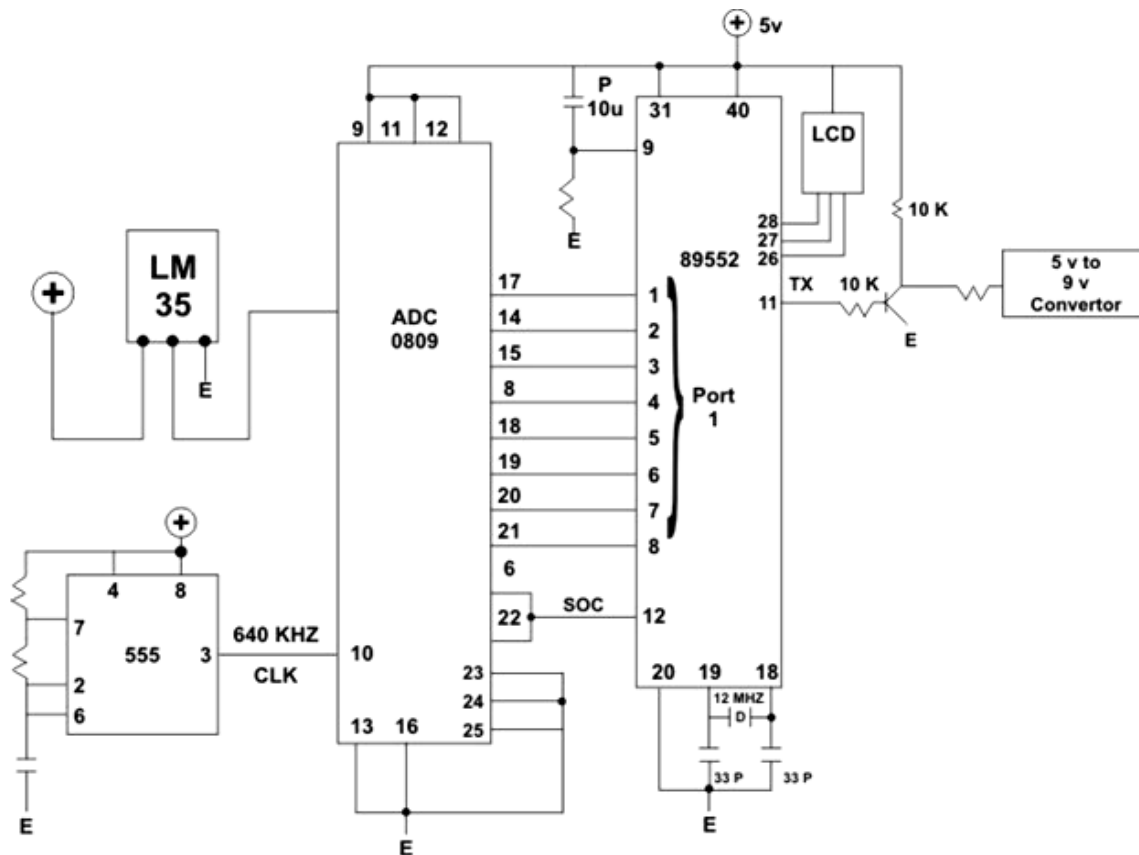 5v
P
10u
31
40
9
11
12
LCD
9
E
28
27
26
10 K
LM
35
E
ADC
0809
89552
TX
11
10 K
E
5 v to
9 v
Convertor
17
14
15
8
18
19
20
21
6
22
1
2
3
4
5
6
7
8
Port
1
SOC
12
4
8
7
2
6
555
3
640 KHZ
CLK
10
E
13
16
23
24
25
E
20
19
18
12 MHZ
D
33 P
33 P
E